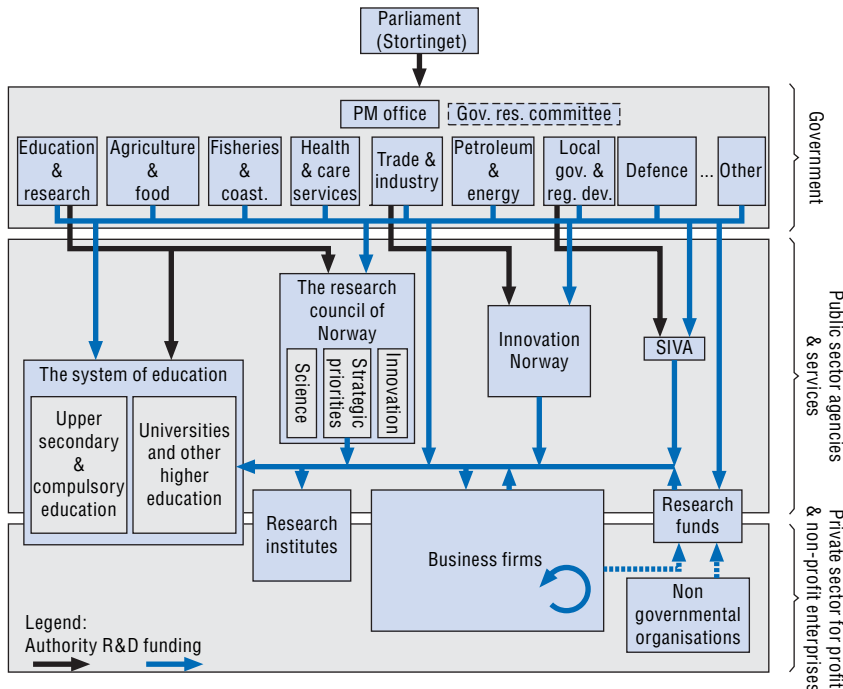 Parliament
(Stortinget)
PM office
Gov. res. committee
Education
&
research
Agriculture
&
food
Fisheries
&
coast.
Health
& care
services
Trade &
industry
Petroleum
&
energy
Local
gov. &
reg. dev.
Defence
...
Other
Government
The research
council of
Norway
Science
Strategic
priorities
Innovation
Innovation
Norway
SIVA
The system of education
Upper
secondary
&
compulsory
education
Universities
and other
higher
education
Public sector agencies
& services
Research
institutes
Business firms
Research
funds
Non
governmental
organisations
Private sector for profit
& non-profit enterprises
Legend:
Authority R&D funding